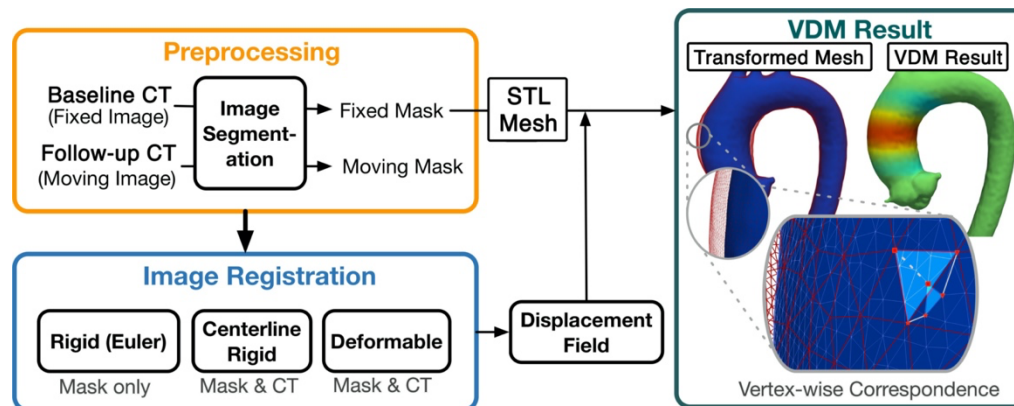 Preprocessing
Baseline CT
(Fixed Image)
Follow-up CT
(Moving Image)
Image
Segment-
ation
Fixed Mask
Moving Mask
STL
Mesh
Image Registration
Rigid (Euler)
Mask only
Centerline
Rigid
Mask & CT
Deformable
Mask & CT
Displacement
Field
VDM Result
Transformed Mesh
VDM Result
Vertex-wise Correspondence